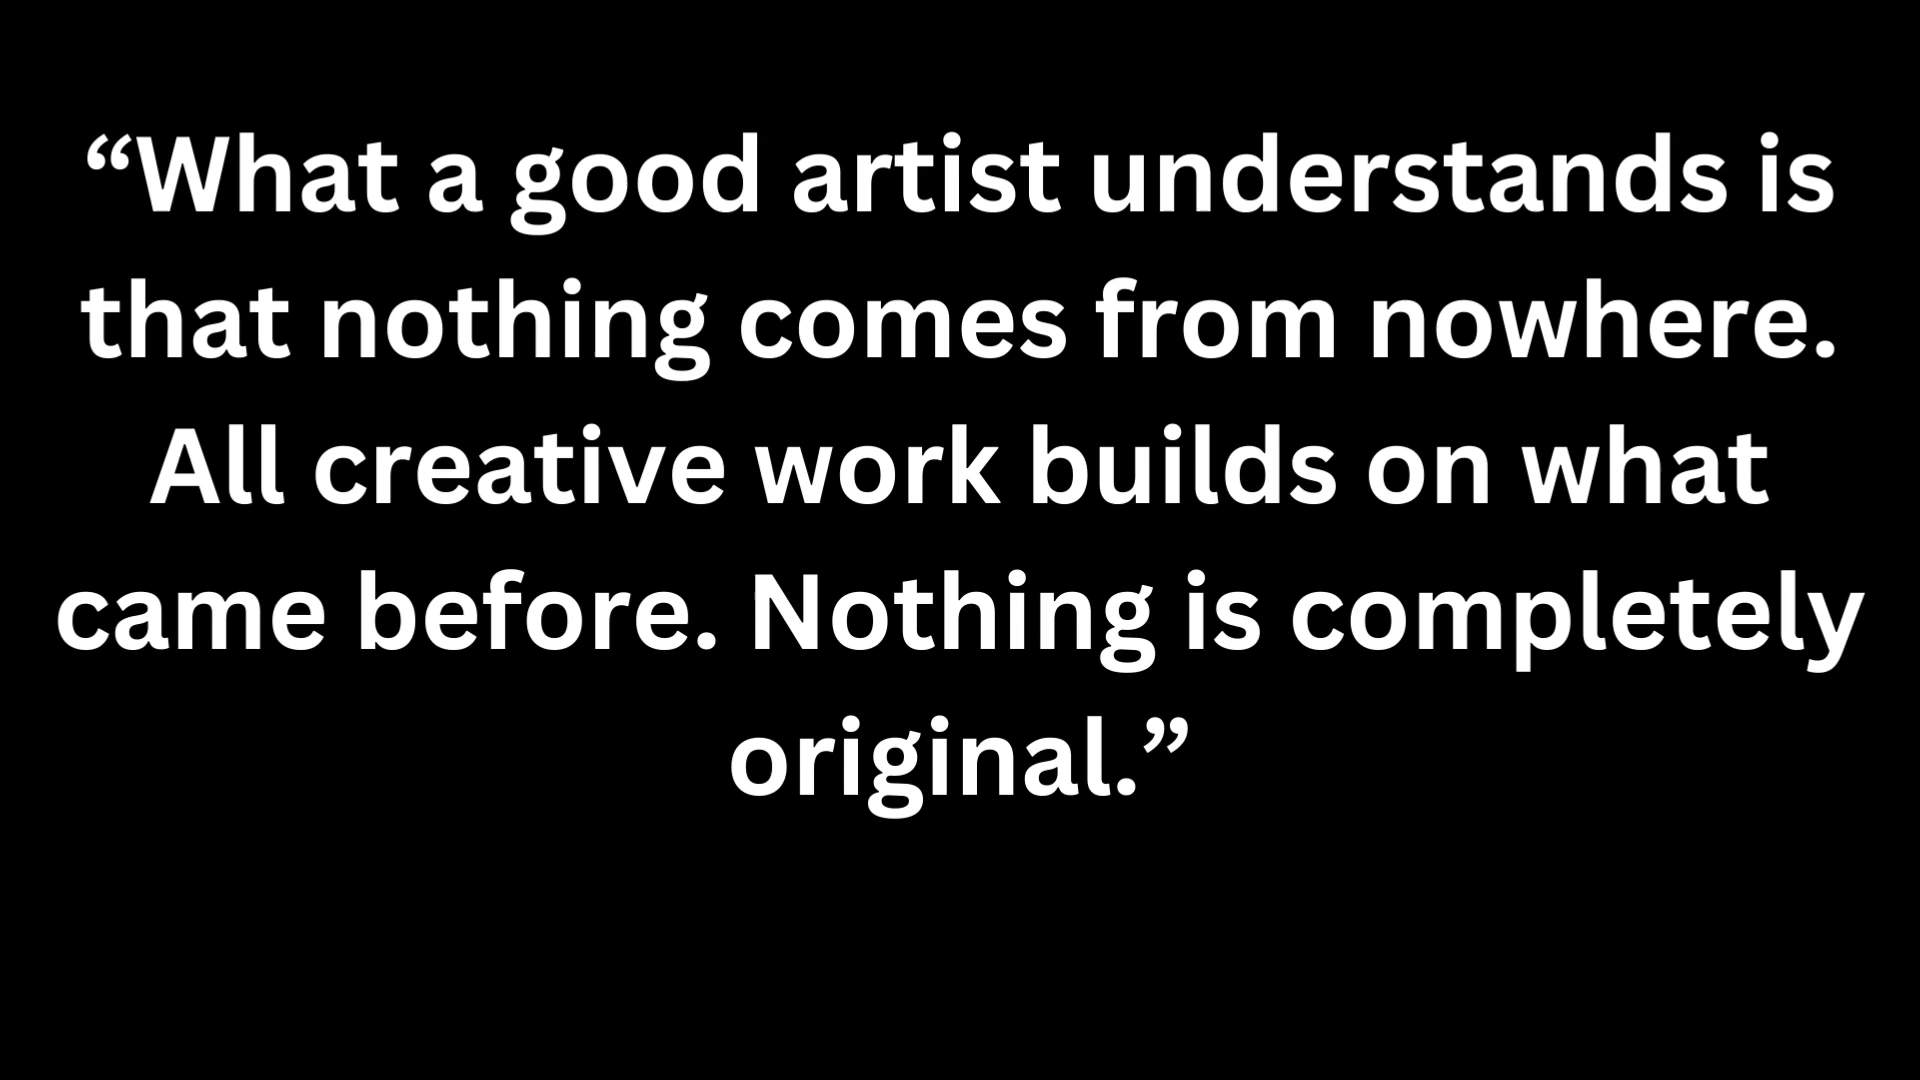 “What a good artist understands is
that nothing comes from nowhere.
All creative work builds on what
came before. Nothing is completely
original.”